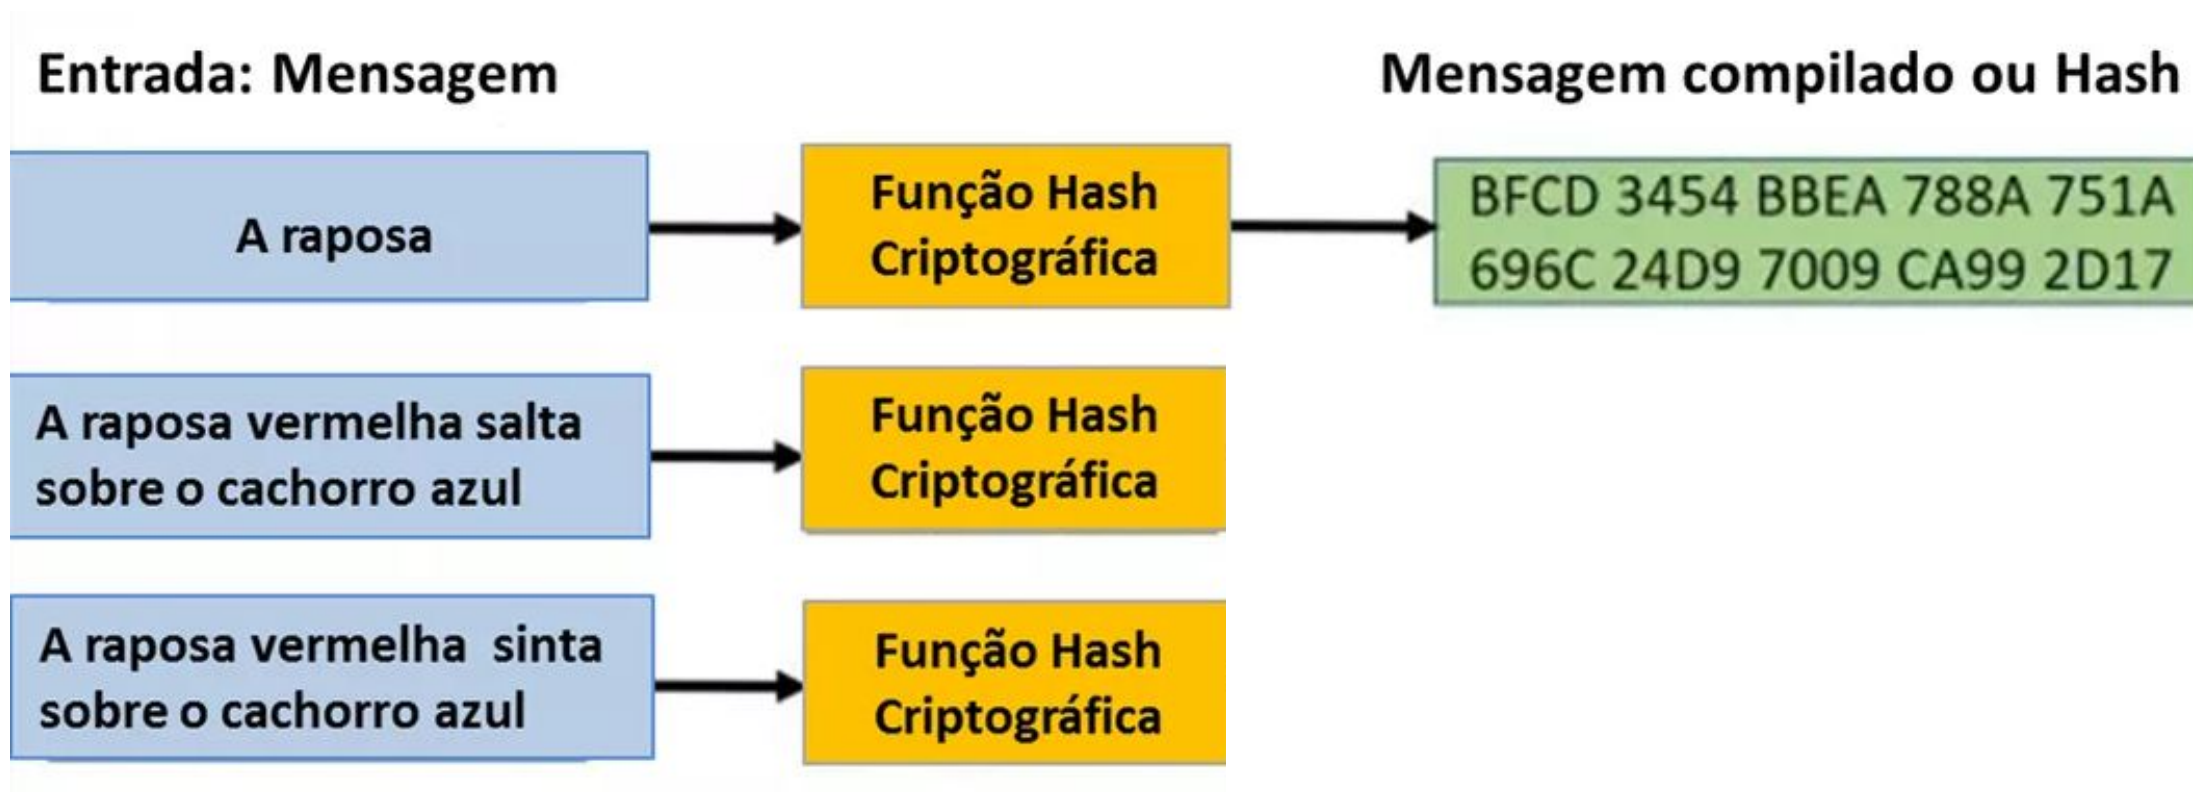 Entrada: Mensagem
Mensagem compilado ou Hash
A raposa
Função Hash
Criptográfica
BFCD 3454 BBEA 788A 751A
696C 24D9 7009 CA99 2D17
A raposa vermelha salta
sobre o cachorro azul
Função Hash
Criptográfica
A raposa vermelha  sinta
sobre o cachorro azul
Função Hash
Criptográfica